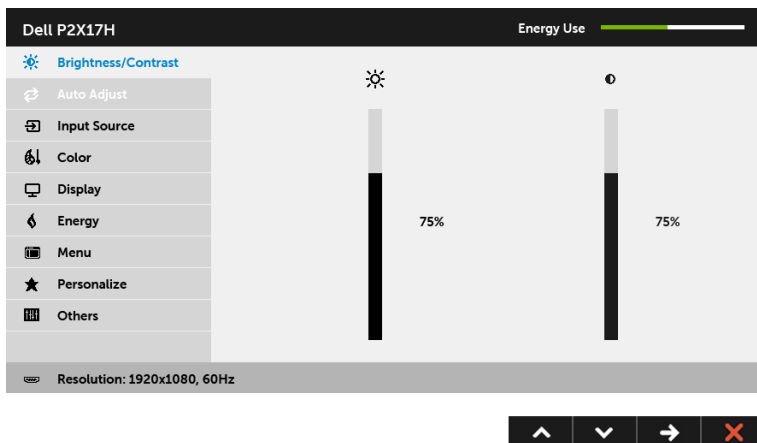 Dell P2X17H
Energy Use
Brightness/Contrast
Auto Adjust
Input Source
Color
Display
75%
75%
Energy
Menu
Personalize
Others
Resolution: 1920x1080, 60Hz